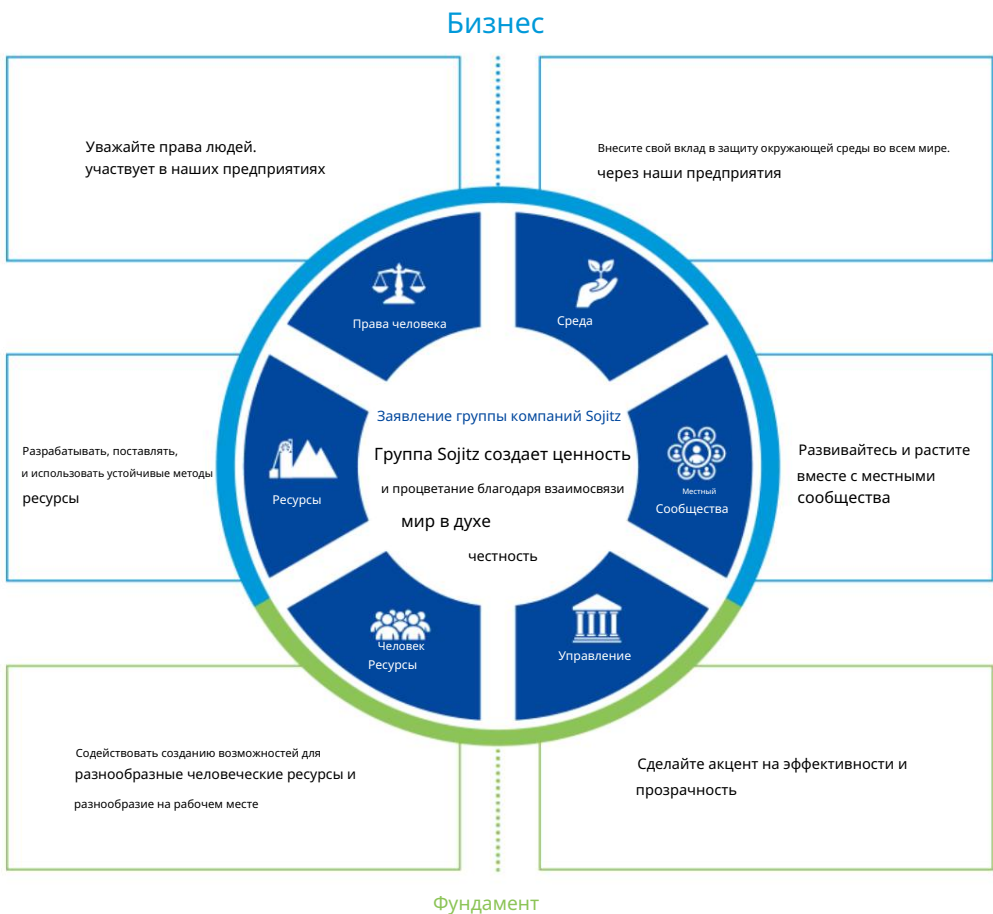 Бизнес
Уважайте права людей.
участвует в наших предприятиях
Внесите свой вклад в защиту окружающей среды во всем мире.
через наши предприятия
Права человека
Среда
Разрабатывать, поставлять,
и использовать устойчивые методы
ресурсы
Ресурсы
Заявление группы компаний Sojitz
Группа Sojitz создает ценность
и процветание благодаря взаимосвязи
мир в духе
честность
Местный
Сообщества
Развивайтесь и растите
вместе с местными
сообщества
Человек
Ресурсы
Управление
Содействовать созданию возможностей для
разнообразные человеческие ресурсы и
разнообразие на рабочем месте
Сделайте акцент на эффективности и
прозрачность
Фундамент